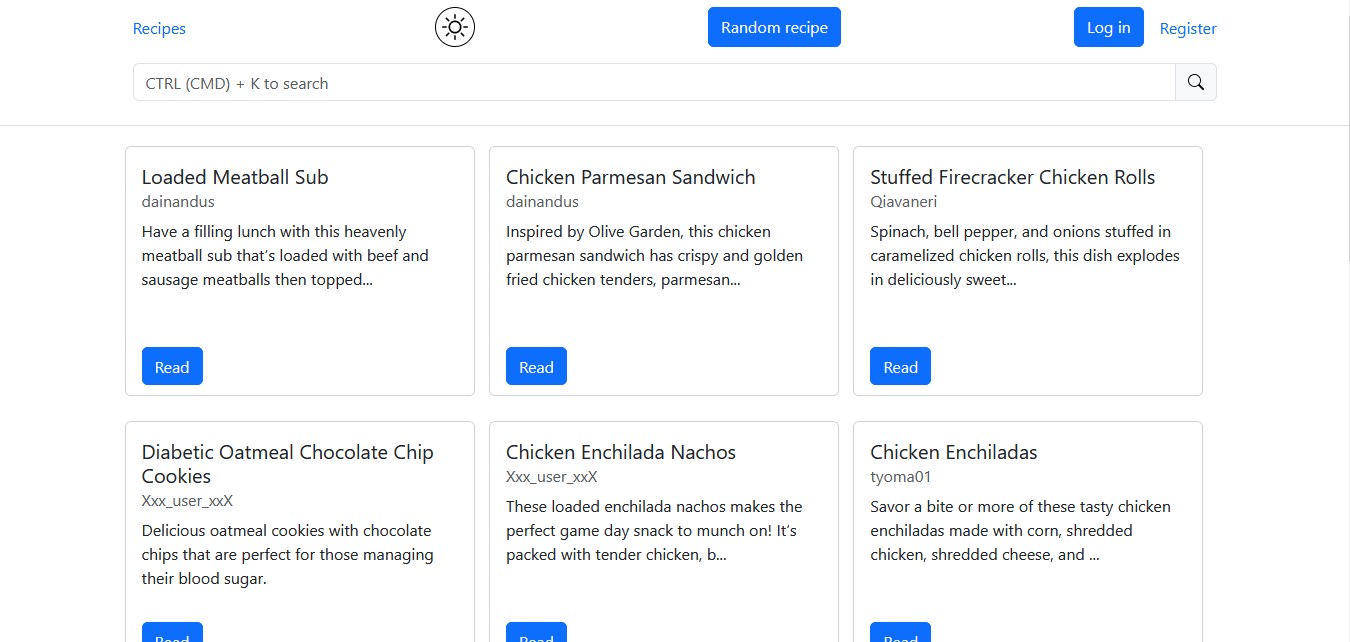 Recipes
Random recipe
Log in
Register
CTRL (CMD) + K to search
Loaded Meatball Sub
dainandus
Have a filling lunch with this heavenly
meatball sub that’s loaded with beef and
sausage meatballs then topped...
Read
Chicken Parmesan Sandwich
dainandus
Inspired by Olive Garden, this chicken
parmesan sandwich has crispy and golden
fried chicken tenders, parmesan...
Read
Stuffed Firecracker Chicken Rolls
Qiavaneri
Spinach, bell pepper, and onions stuffed in
caramelized chicken rolls, this dish explodes
in deliciously sweet...
Read
Diabetic Oatmeal Chocolate Chip
Cookies
Xxx_user_xxX
Delicious oatmeal cookies with chocolate
chips that are perfect for those managing
their blood sugar.
Read
Chicken Enchilada Nachos
Xxx_user_xxX
These loaded enchilada nachos makes the
perfect game day snack to munch on! It’s
packed with tender chicken, b...
Read
Chicken Enchiladas
tyoma01
Savor a bite or more of these tasty chicken
enchiladas made with corn, shredded
chicken, shredded cheese, and ...
Read